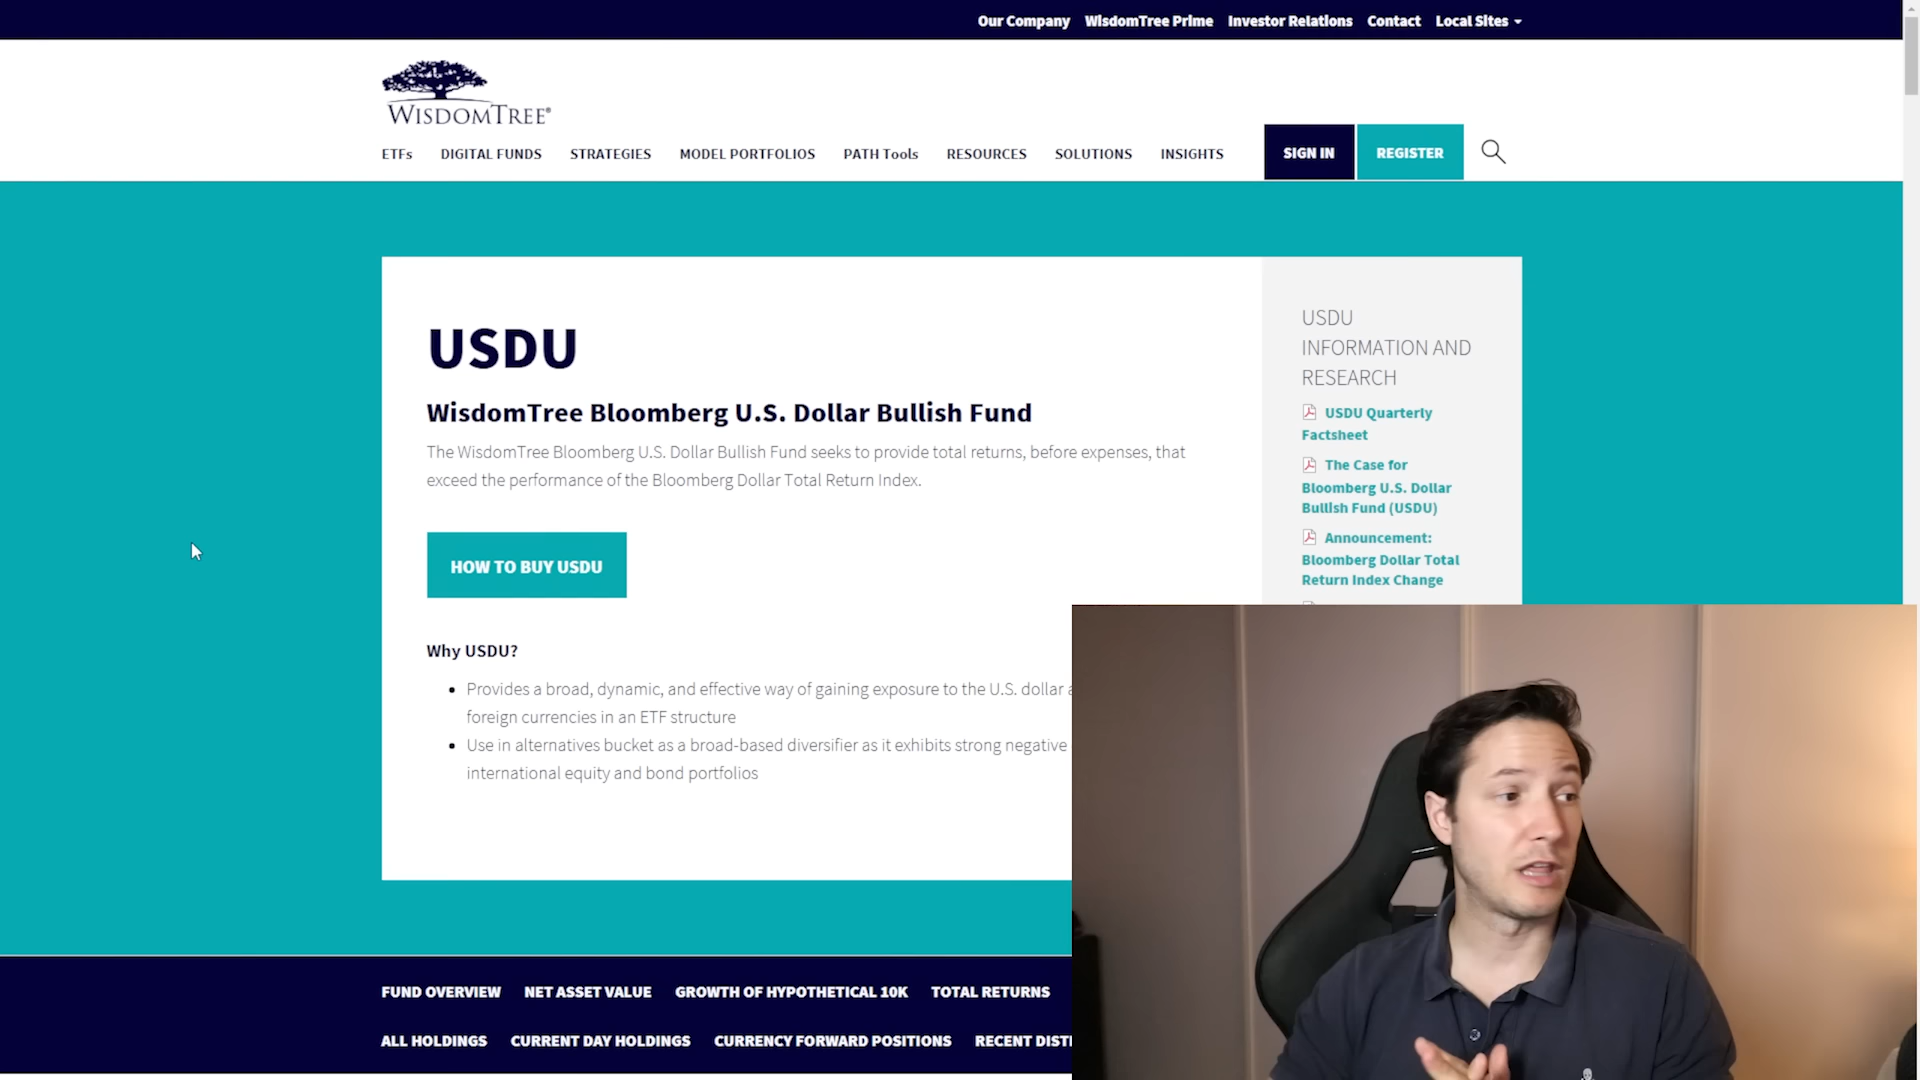 Our Company WisdomTree Prime Investor Relations Contact Local Sites
WISDOMTREE®
ETFs DIGITAL FUNDS STRATEGIES MODEL PORTFOLIOS PATH Tools RESOURCES SOLUTIONS INSIGHTS SIGN IN REGISTER
USDU
WisdomTree Bloomberg U.S. Dollar Bullish Fund
The WisdomTree Bloomberg U.S. Dollar Bullish Fund seeks to provide total returns, before expenses, that
exceed the performance of the Bloomberg Dollar Total Return Index.
HOW TO BUY USDU
Why USDU?
Provides a broad, dynamic, and effective way of gaining exposure to the U.S. dollar
foreign currencies in an ETF structure
Use in alternatives bucket as a broad-based diversifier as it exhibits strong negative
international equity and bond portfolios
USDU
INFORMATION AND
RESEARCH
USDU Quarterly
Factsheet
The Case for
Bloomberg U.S. Dollar
Bullish Fund (USDU)
Announcement:
Bloomberg Dollar Total
Return Index Change
FUND OVERVIEW NET ASSET VALUE GROWTH OF HYPOTHETICAL 10K TOTAL RETURNS
ALL HOLDINGS CURRENT DAY HOLDINGS CURRENCY FORWARD POSITIONS RECENT